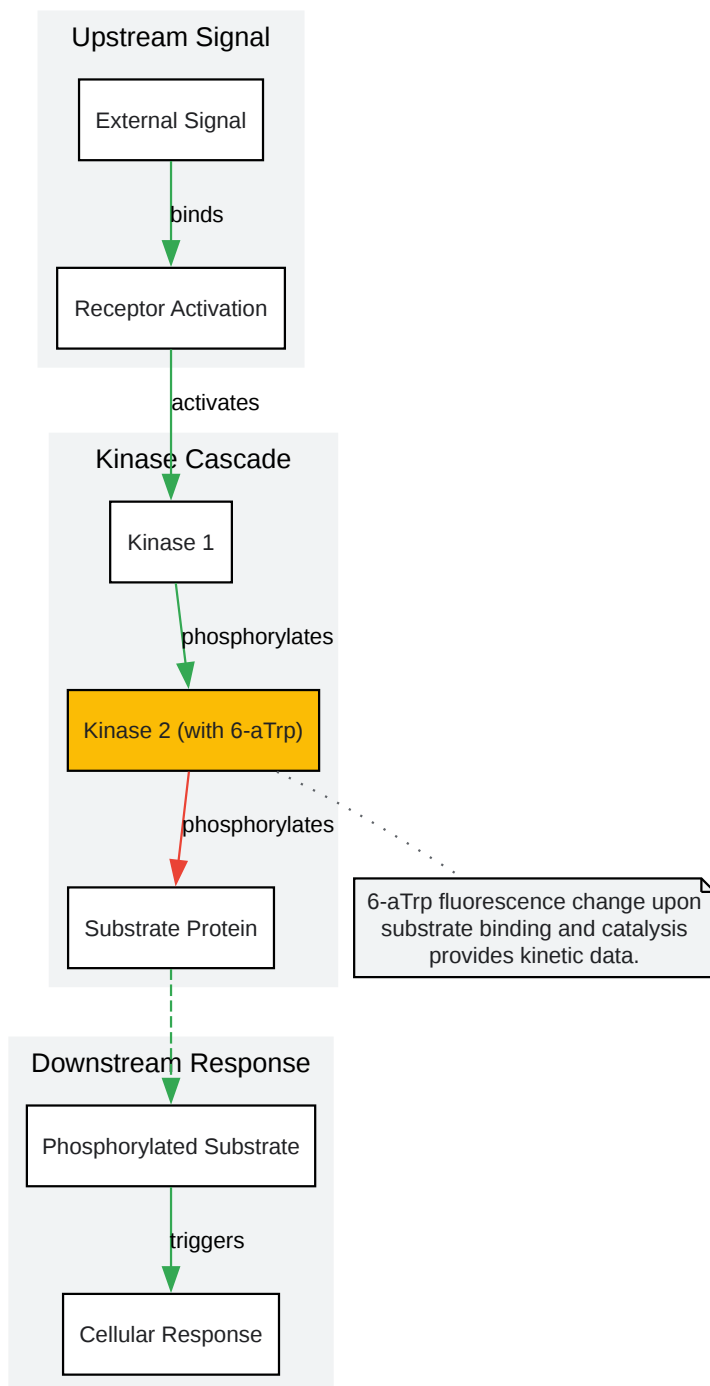 Upstream Signal
External Signal
binds
Receptor Activation
activates
Kinase Cascade
Kinase 1
phosphorylates
Kinase 2 (with 6-aTrp)
phosphorylates
6-aTrp fluorescence change upon
substrate binding and catalysis
provides kinetic data.
Substrate Protein
Downstream Response
Phosphorylated Substrate
triggers
Cellular Response